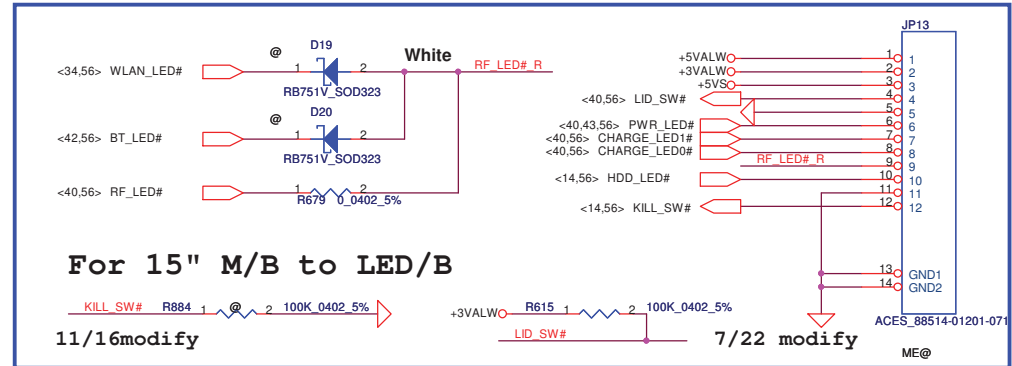 JP13
@ D19 White
<34,56> WLAN_LED# 1 2 RF_LED#_R
RB751V_SOD323
@ D20
<42,56> BT_LED# 1 2
RB751V_SOD323
<40,56> RF_LED# 1 2
R679 0_0402_5%
+5VALW 1 1
+3VALW 2 2
+5VS 3 3
<40,56> LID_SW# 4 4
5 5
<40,43,56> PWR_LED# 6 6
<40,56> CHARGE_LED1# 7 7
<40,56> CHARGE_LED0# 8 8
RF_LED#_R 9 9
<14,56> HDD_LED# 10 10
11 11
<14,56> KILL_SW# 12 12
13 GND1
14 GND2
ACES_88514-01201-071
ME@
For 15" M/B to LED/B
KILL_SW# R884 1 @ 2 100K_0402_5%
11/16modify
+3VALW R615 1 2 100K_0402_5%
LID_SW#
7/22 modify